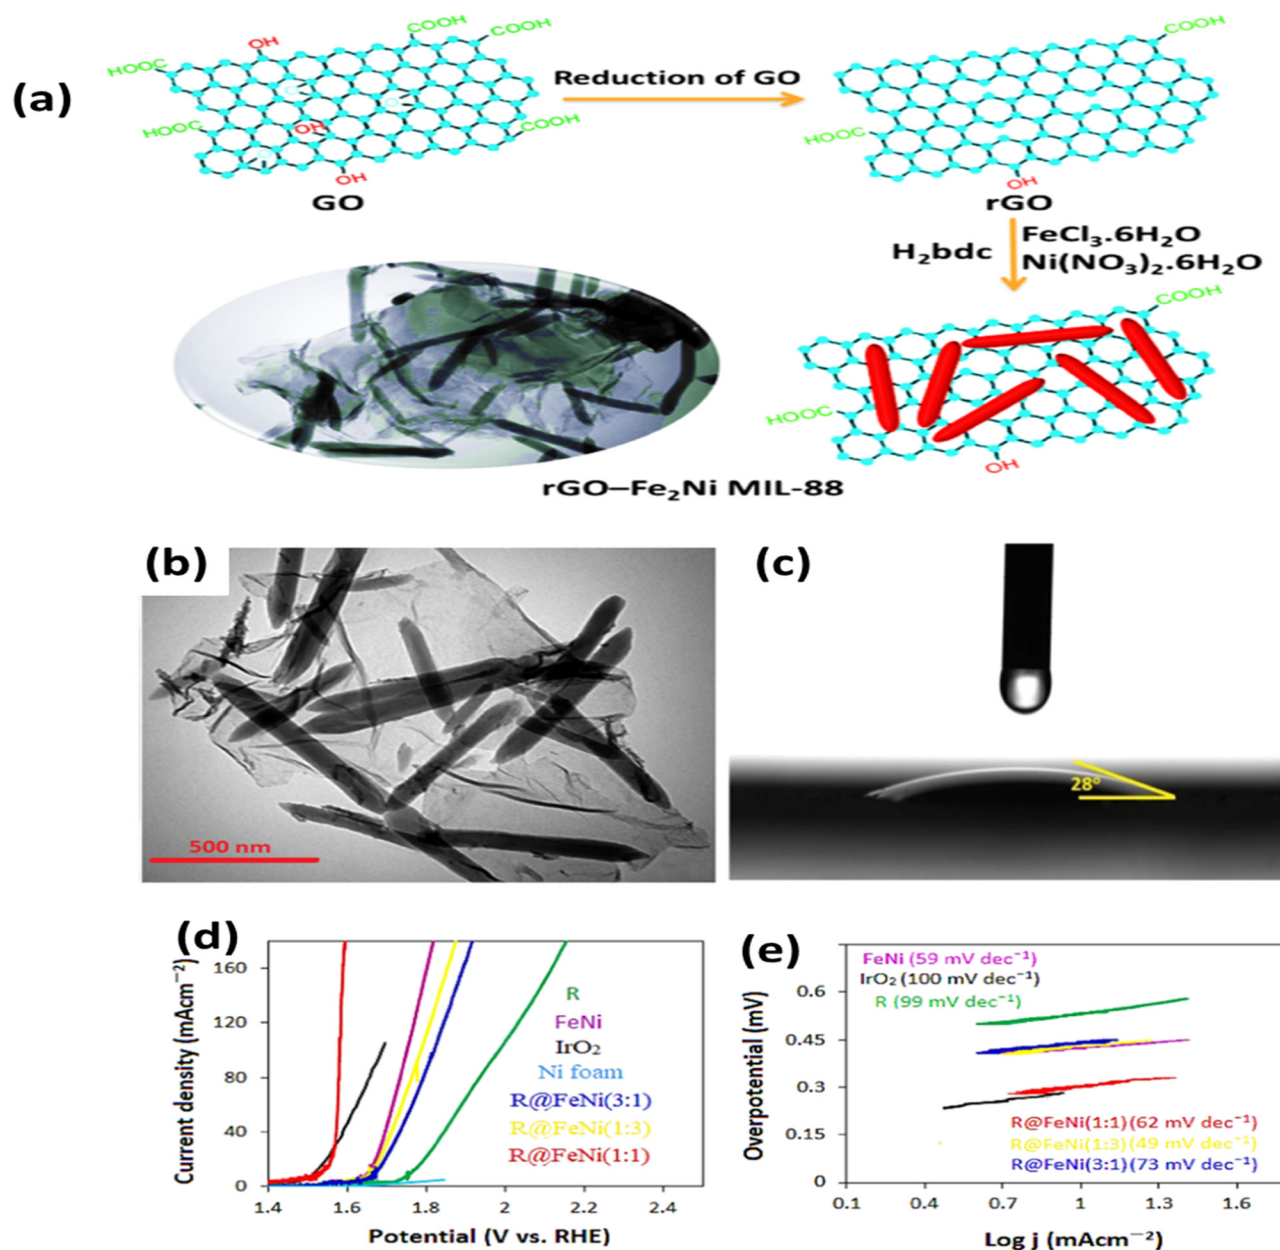 (a)
OH
COOH
COOH
HOOC
HOOC
OH
COOH
OH
GO
Reduction of GO
COOH
HOOC
OH
rGO
H₂bdc
FeCl₃.6H₂O
Ni(NO₃)₂.6H₂O
COOH
HOOC
OH
rGO–Fe₂Ni MIL-88
(b)
500 nm
(c)
28°
(d)
Current density (mAcm⁻²)
160
120
80
40
0
1.4
1.6
1.8
2
2.2
2.4
Potential (V vs. RHE)
R
FeNi
IrO₂
Ni foam
R@FeNi(3:1)
R@FeNi(1:3)
R@FeNi(1:1)
(e)
Overpotential (mV)
0.6
0.45
0.3
0.15
0
0.1
0.4
0.7
1
1.3
1.6
Log j (mAcm⁻²)
FeNi (59 mV dec⁻¹)
IrO₂ (100 mV dec⁻¹)
R (99 mV dec⁻¹)
R@FeNi(1:1) (62 mV dec⁻¹)
R@FeNi(1:3) (49 mV dec⁻¹)
R@FeNi(3:1) (73 mV dec⁻¹)